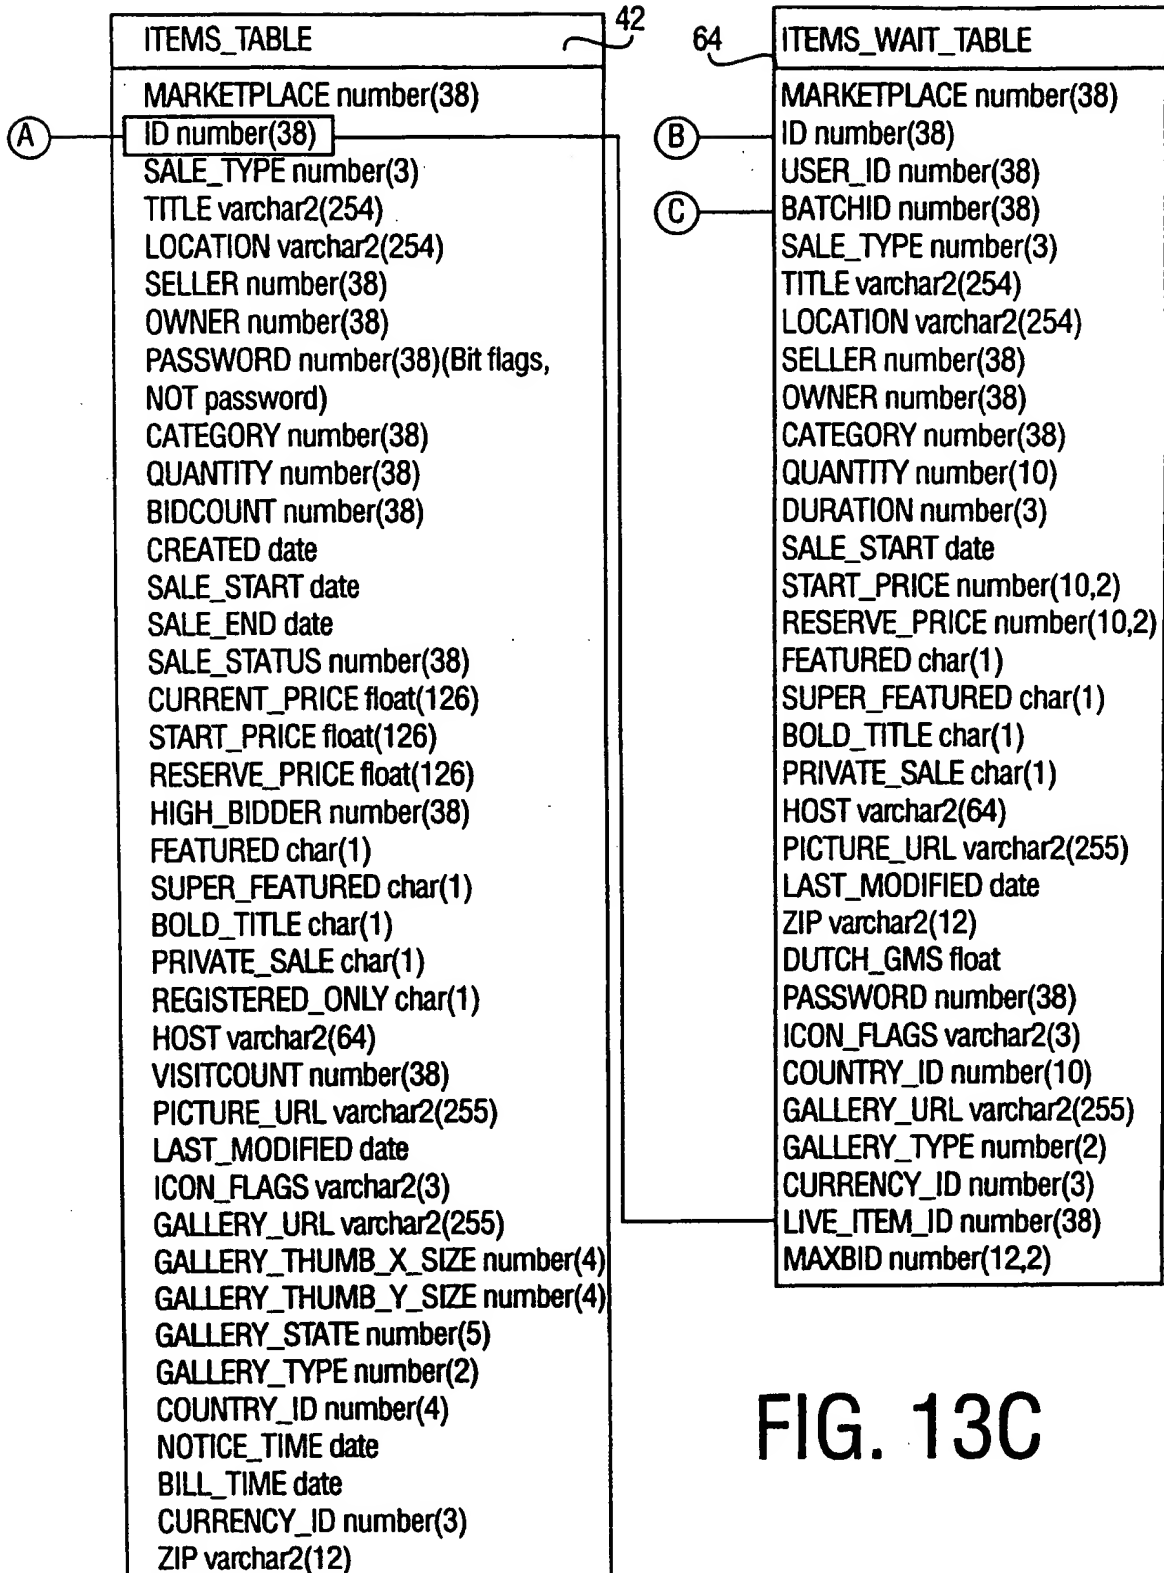 ITEMS_TABLE
42
MARKETPLACE number(38)
A
ID number(38)
SALE_TYPE number(3)
TITLE varchar2(254)
LOCATION varchar2(254)
SELLER number(38)
OWNER number(38)
PASSWORD number(38)(Bit flags,
NOT password)
CATEGORY number(38)
QUANTITY number(38)
BIDCOUNT number(38)
CREATED date
SALE_START date
SALE_END date
SALE_STATUS number(38)
CURRENT_PRICE float(126)
START_PRICE float(126)
RESERVE_PRICE float(126)
HIGH_BIDDER number(38)
FEATURED char(1)
SUPER_FEATURED char(1)
BOLD_TITLE char(1)
PRIVATE_SALE char(1)
REGISTERED_ONLY char(1)
HOST varchar2(64)
VISITCOUNT number(38)
PICTURE_URL varchar2(255)
LAST_MODIFIED date
ICON_FLAGS varchar2(3)
GALLERY_URL varchar2(255)
GALLERY_THUMB_X_SIZE number(4)
GALLERY_THUMB_Y_SIZE number(4)
GALLERY_STATE number(5)
GALLERY_TYPE number(2)
COUNTRY_ID number(4)
NOTICE_TIME date
BILL_TIME date
CURRENCY_ID number(3)
ZIP varchar2(12)
64
ITEMS_WAIT_TABLE
MARKETPLACE number(38)
B
ID number(38)
USER_ID number(38)
C
BATCHID number(38)
SALE_TYPE number(3)
TITLE varchar2(254)
LOCATION varchar2(254)
SELLER number(38)
OWNER number(38)
CATEGORY number(38)
QUANTITY number(10)
DURATION number(3)
SALE_START date
START_PRICE number(10,2)
RESERVE_PRICE number(10,2)
FEATURED char(1)
SUPER_FEATURED char(1)
BOLD_TITLE char(1)
PRIVATE_SALE char(1)
HOST varchar2(64)
PICTURE_URL varchar2(255)
LAST_MODIFIED date
ZIP varchar2(12)
DUTCH_GMS float
PASSWORD number(38)
ICON_FLAGS varchar2(3)
COUNTRY_ID number(10)
GALLERY_URL varchar2(255)
GALLERY_TYPE number(2)
CURRENCY_ID number(3)
LIVE_ITEM_ID number(38)
MAXBID number(12,2)
FIG. 13C